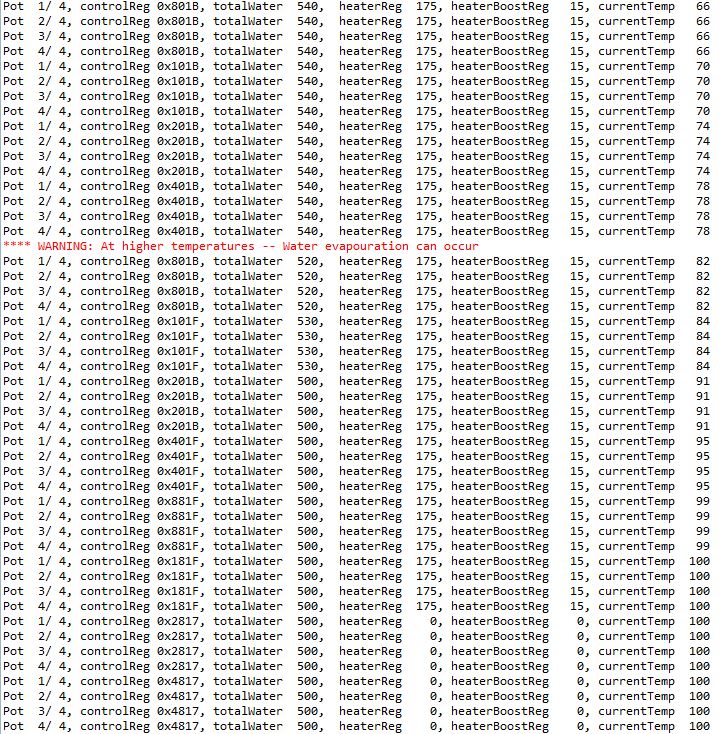 Pot 1/ 4, controlReg 0x801B, totalWater 540, heaterReg 175, heaterBoostReg 15, currentTemp 66
Pot 2/ 4, controlReg 0x801B, totalWater 540, heaterReg 175, heaterBoostReg 15, currentTemp 66
Pot 3/ 4, controlReg 0x801B, totalWater 540, heaterReg 175, heaterBoostReg 15, currentTemp 66
Pot 4/ 4, controlReg 0x801B, totalWater 540, heaterReg 175, heaterBoostReg 15, currentTemp 66
Pot 1/ 4, controlReg 0x101B, totalWater 540, heaterReg 175, heaterBoostReg 15, currentTemp 70
Pot 2/ 4, controlReg 0x101B, totalWater 540, heaterReg 175, heaterBoostReg 15, currentTemp 70
Pot 3/ 4, controlReg 0x101B, totalWater 540, heaterReg 175, heaterBoostReg 15, currentTemp 70
Pot 4/ 4, controlReg 0x101B, totalWater 540, heaterReg 175, heaterBoostReg 15, currentTemp 70
Pot 1/ 4, controlReg 0x201B, totalWater 540, heaterReg 175, heaterBoostReg 15, currentTemp 74
Pot 2/ 4, controlReg 0x201B, totalWater 540, heaterReg 175, heaterBoostReg 15, currentTemp 74
Pot 3/ 4, controlReg 0x201B, totalWater 540, heaterReg 175, heaterBoostReg 15, currentTemp 74
Pot 4/ 4, controlReg 0x201B, totalWater 540, heaterReg 175, heaterBoostReg 15, currentTemp 74
Pot 1/ 4, controlReg 0x401B, totalWater 540, heaterReg 175, heaterBoostReg 15, currentTemp 78
Pot 2/ 4, controlReg 0x401B, totalWater 540, heaterReg 175, heaterBoostReg 15, currentTemp 78
Pot 3/ 4, controlReg 0x401B, totalWater 540, heaterReg 175, heaterBoostReg 15, currentTemp 78
Pot 4/ 4, controlReg 0x401B, totalWater 540, heaterReg 175, heaterBoostReg 15, currentTemp 78
**** WARNING: At higher temperatures -- Water evapouration can occur
Pot 1/ 4, controlReg 0x801B, totalWater 520, heaterReg 175, heaterBoostReg 15, currentTemp 82
Pot 2/ 4, controlReg 0x801B, totalWater 520, heaterReg 175, heaterBoostReg 15, currentTemp 82
Pot 3/ 4, controlReg 0x801B, totalWater 520, heaterReg 175, heaterBoostReg 15, currentTemp 82
Pot 4/ 4, controlReg 0x801B, totalWater 520, heaterReg 175, heaterBoostReg 15, currentTemp 82
Pot 1/ 4, controlReg 0x101F, totalWater 530, heaterReg 175, heaterBoostReg 15, currentTemp 84
Pot 2/ 4, controlReg 0x101F, totalWater 530, heaterReg 175, heaterBoostReg 15, currentTemp 84
Pot 3/ 4, controlReg 0x101F, totalWater 530, heaterReg 175, heaterBoostReg 15, currentTemp 84
Pot 4/ 4, controlReg 0x101F, totalWater 530, heaterReg 175, heaterBoostReg 15, currentTemp 84
Pot 1/ 4, controlReg 0x201B, totalWater 500, heaterReg 175, heaterBoostReg 15, currentTemp 91
Pot 2/ 4, controlReg 0x201B, totalWater 500, heaterReg 175, heaterBoostReg 15, currentTemp 91
Pot 3/ 4, controlReg 0x201B, totalWater 500, heaterReg 175, heaterBoostReg 15, currentTemp 91
Pot 4/ 4, controlReg 0x201B, totalWater 500, heaterReg 175, heaterBoostReg 15, currentTemp 91
Pot 1/ 4, controlReg 0x401F, totalWater 500, heaterReg 175, heaterBoostReg 15, currentTemp 95
Pot 2/ 4, controlReg 0x401F, totalWater 500, heaterReg 175, heaterBoostReg 15, currentTemp 95
Pot 3/ 4, controlReg 0x401F, totalWater 500, heaterReg 175, heaterBoostReg 15, currentTemp 95
Pot 4/ 4, controlReg 0x401F, totalWater 500, heaterReg 175, heaterBoostReg 15, currentTemp 95
Pot 1/ 4, controlReg 0x881F, totalWater 500, heaterReg 175, heaterBoostReg 15, currentTemp 99
Pot 2/ 4, controlReg 0x881F, totalWater 500, heaterReg 175, heaterBoostReg 15, currentTemp 99
Pot 3/ 4, controlReg 0x881F, totalWater 500, heaterReg 175, heaterBoostReg 15, currentTemp 99
Pot 4/ 4, controlReg 0x881F, totalWater 500, heaterReg 175, heaterBoostReg 15, currentTemp 99
Pot 1/ 4, controlReg 0x181F, totalWater 500, heaterReg 175, heaterBoostReg 15, currentTemp 100
Pot 2/ 4, controlReg 0x181F, totalWater 500, heaterReg 175, heaterBoostReg 15, currentTemp 100
Pot 3/ 4, controlReg 0x181F, totalWater 500, heaterReg 175, heaterBoostReg 15, currentTemp 100
Pot 4/ 4, controlReg 0x181F, totalWater 500, heaterReg 175, heaterBoostReg 15, currentTemp 100
Pot 1/ 4, controlReg 0x2817, totalWater 500, heaterReg 0, heaterBoostReg 0, currentTemp 100
Pot 2/ 4, controlReg 0x2817, totalWater 500, heaterReg 0, heaterBoostReg 0, currentTemp 100
Pot 3/ 4, controlReg 0x2817, totalWater 500, heaterReg 0, heaterBoostReg 0, currentTemp 100
Pot 4/ 4, controlReg 0x2817, totalWater 500, heaterReg 0, heaterBoostReg 0, currentTemp 100
Pot 1/ 4, controlReg 0x4817, totalWater 500, heaterReg 0, heaterBoostReg 0, currentTemp 100
Pot 2/ 4, controlReg 0x4817, totalWater 500, heaterReg 0, heaterBoostReg 0, currentTemp 100
Pot 3/ 4, controlReg 0x4817, totalWater 500, heaterReg 0, heaterBoostReg 0, currentTemp 100
Pot 4/ 4, controlReg 0x4817, totalWater 500, heaterReg 0, heaterBoostReg 0, currentTemp 100